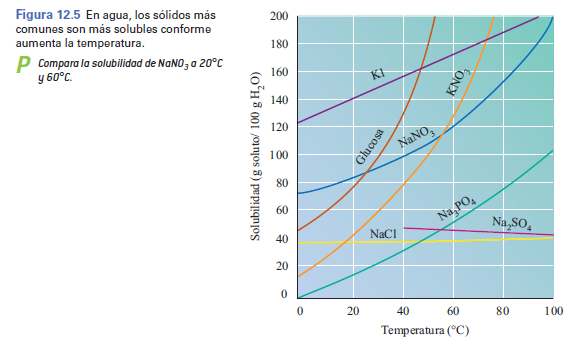 Figura 12.5 En agua, los sólidos más
comunes son más solubles conforme
aumenta la temperatura.
P Compara la solubilidad de NaNO₃ a 20°C
y 60°C.
Solubilidad (g soluto/ 100 g H₂O)
200
180
160
140
120
100
80
60
40
20
0
KI
KNO₃
Glucosa
NaNO₃
Na₃PO₄
Na₂SO₄
NaCl
0 20 40 60 80 100
Temperatura (°C)